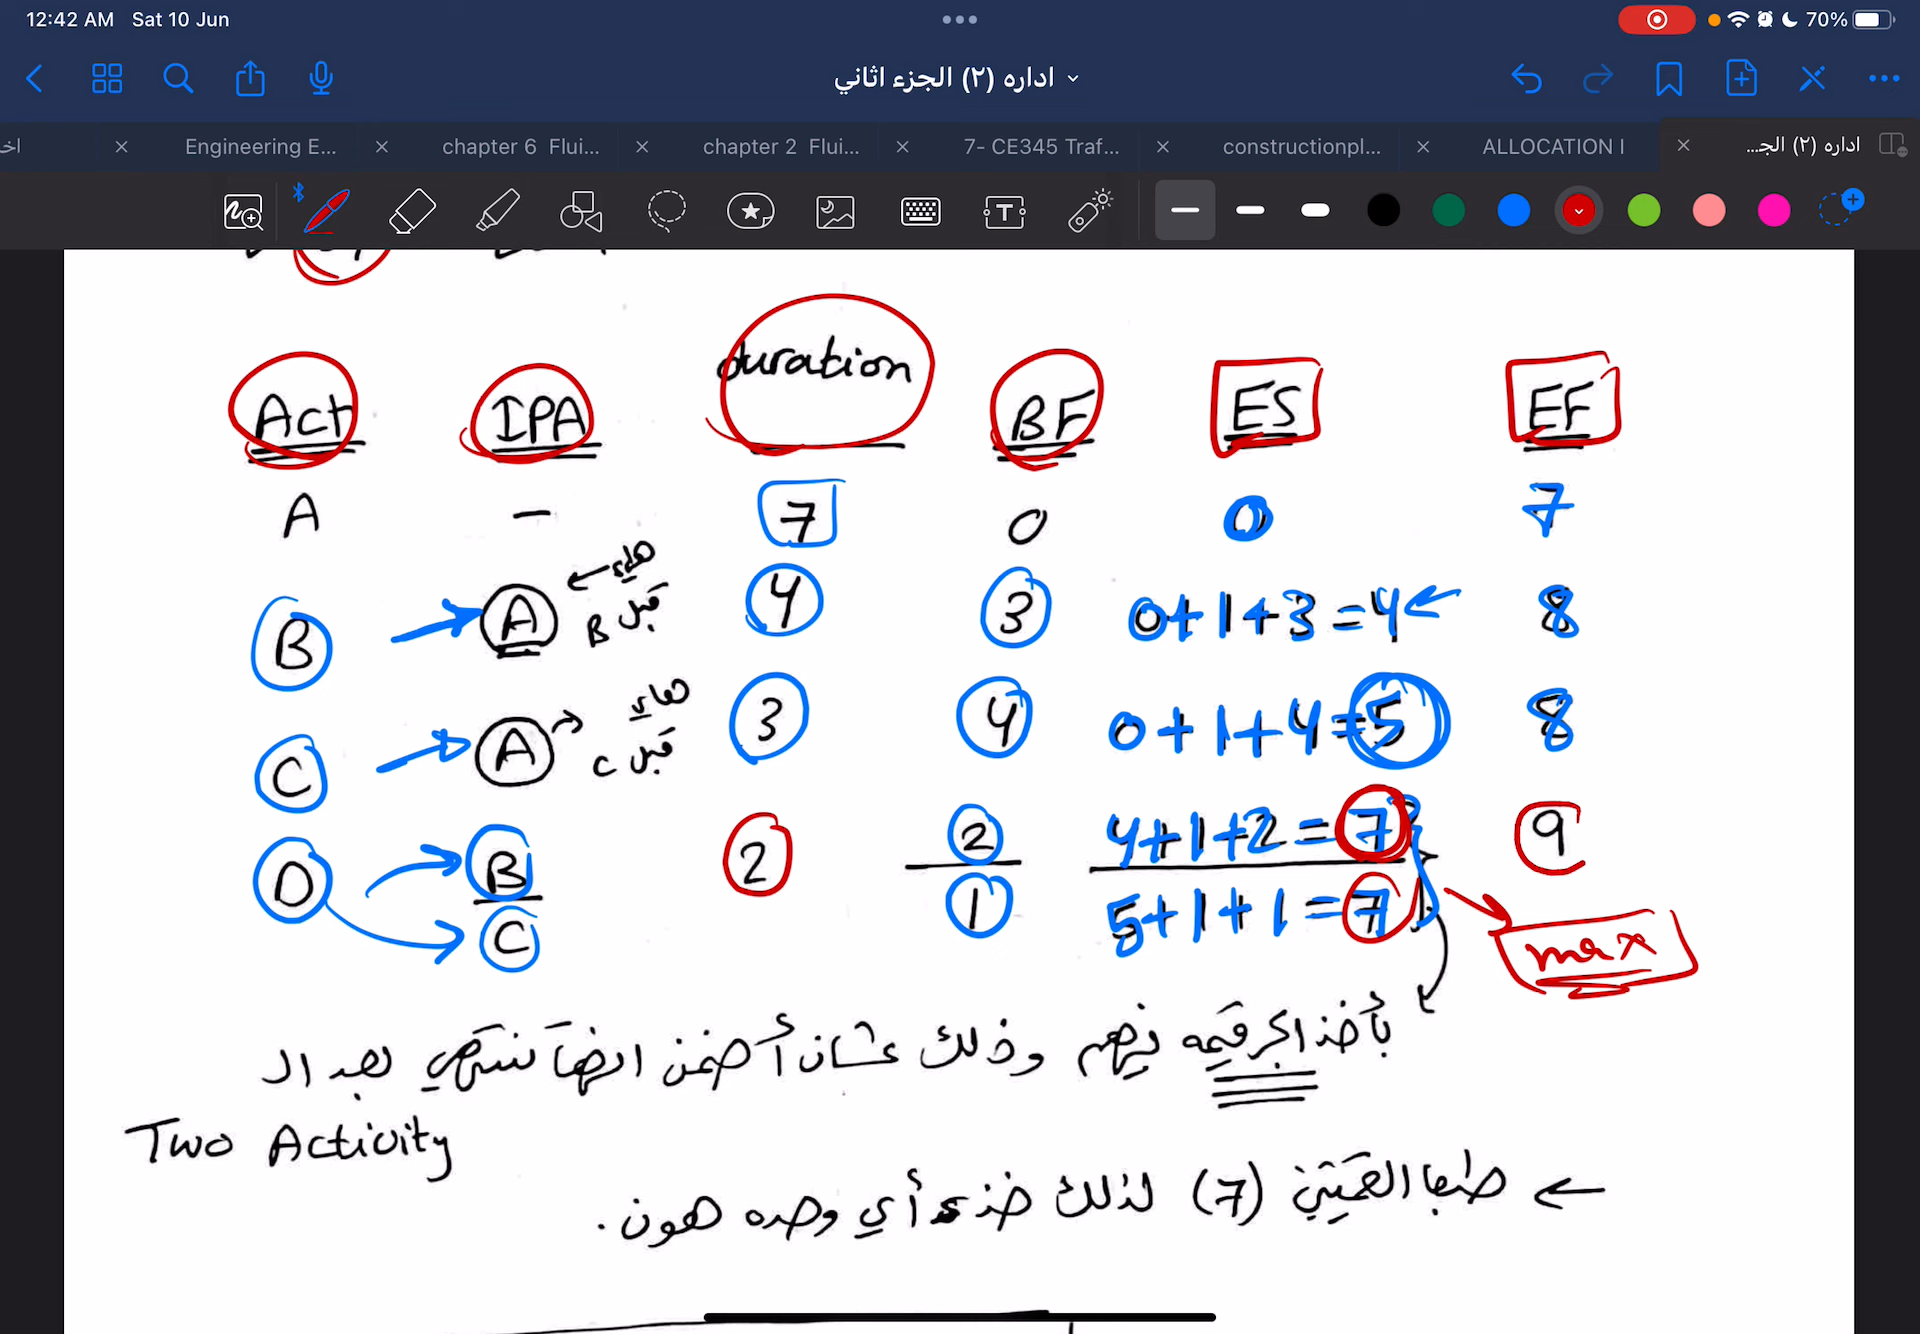 12:42 AM Sat 10 Jun
70%
اداره (٢) الجزء اثاني
Engineering E...
chapter 6 Flui...
chapter 2 Flui...
7- CE345 Traf...
constructionpl...
ALLOCATION I
اداره (٢) الجـ...
Act IPA duration BF ES EF
A - 7 0 0 7
B A هاي قبل B 4 3 0+1+3=4 8
C A هاي قبل C 3 4 0+1+4=5 8
D B 2 2 4+1+2=7 9
C 1 5+1+1=7
max
بأخذ اكبر قيمه فيهم وذلك عشان أضمن انها تنتهي بعد ال
Two Activity
← طبعا القيمتين (7) لذلك خذ أي وحده هون.